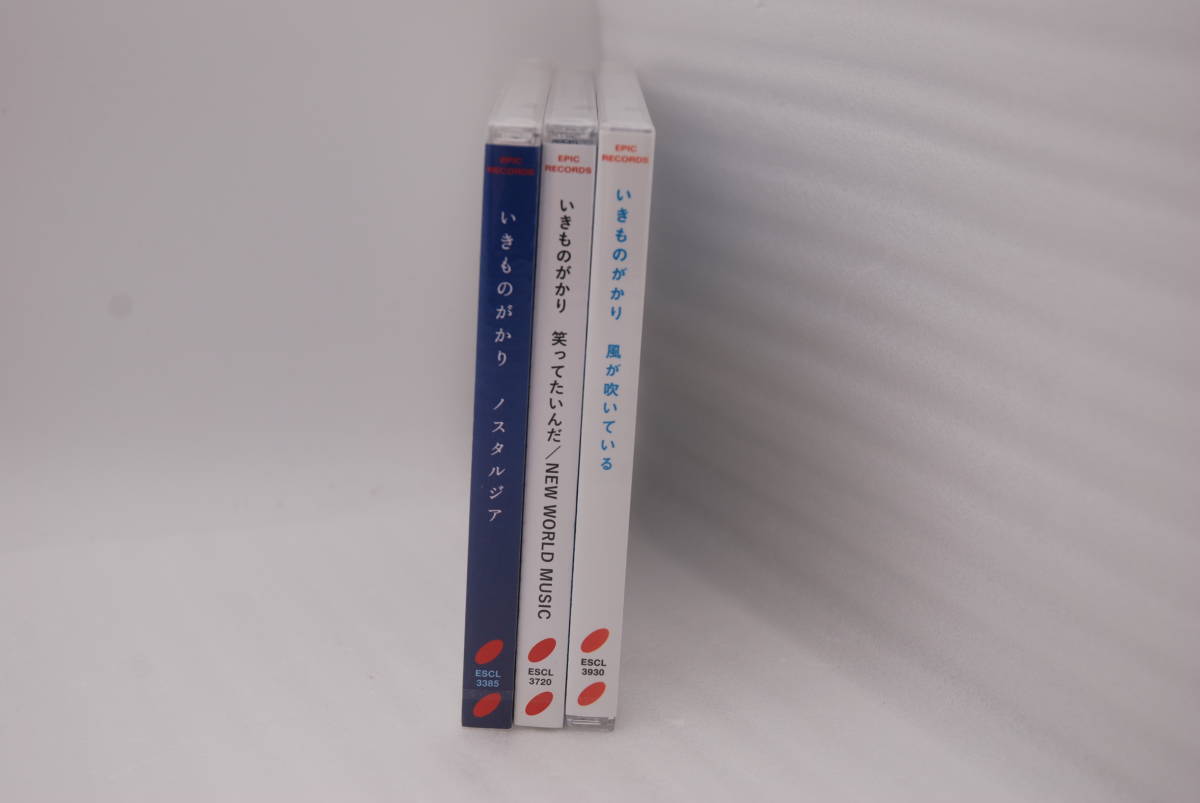 EPIC
RECORDS
いきものがかり ノスタルジア
ESCL
3385
EPIC
RECORDS
いきものがかり 笑ってたいんだ／NEW WORLD MUSIC
ESCL
3720
EPIC
RECORDS
いきものがかり 風が吹いている
ESCL
3930